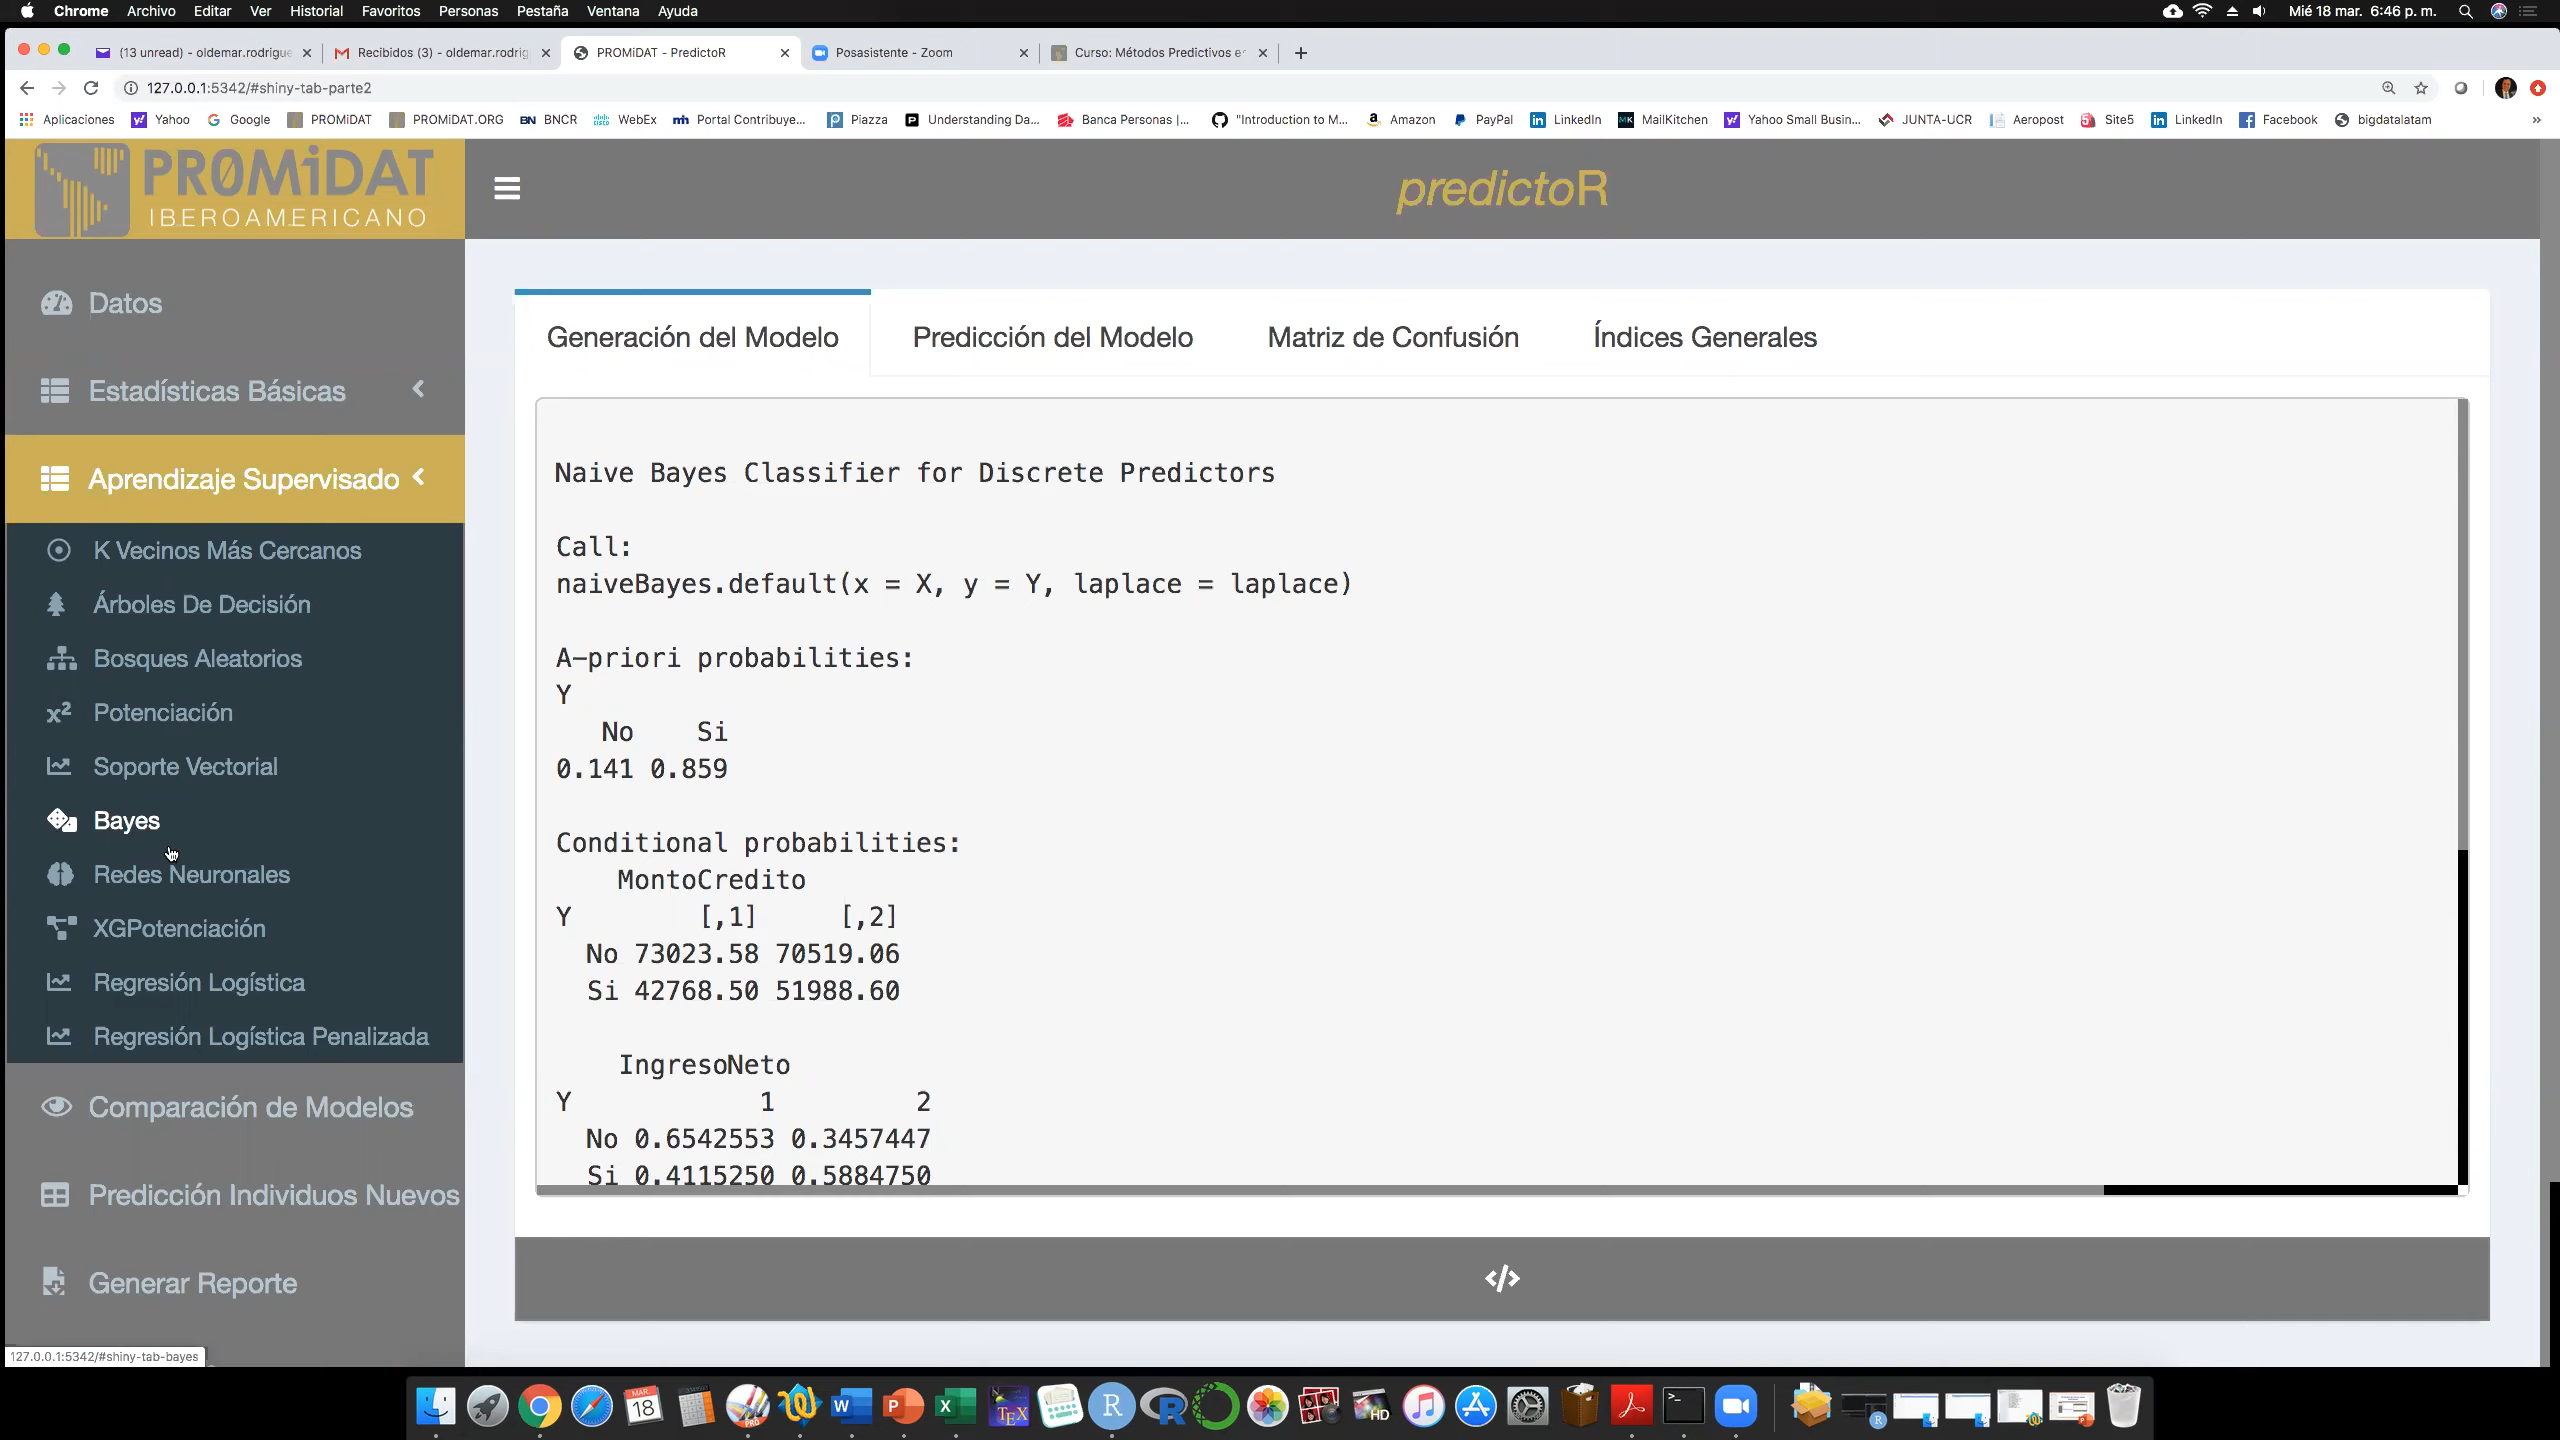 Chrome Archivo Editar Ver Historial Favoritos Personas Pestaña Ventana Ayuda Mié 18 mar. 6:46 p. m.
(13 unread) - oldemar.rodrigue Recibidos (3) - oldemar.rodrig PROMiDAT - PredictoR Posasistente - Zoom Curso: Métodos Predictivos e
127.0.0.1:5342/#shiny-tab-parte2
Aplicaciones Yahoo Google PROMiDAT PROMiDAT.ORG BN BNCR WebEx Portal Contribuye... Piazza Understanding Da... Banca Personas |... "Introduction to M... Amazon PayPal LinkedIn MailKitchen Yahoo Small Busin... JUNTA-UCR Aeropost Site5 LinkedIn Facebook bigdatalatam »
PR0MiDAT
IBEROAMERICANO
predictoR
Datos
Estadísticas Básicas
Aprendizaje Supervisado
K Vecinos Más Cercanos
Árboles De Decisión
Bosques Aleatorios
x² Potenciación
Soporte Vectorial
Bayes
Redes Neuronales
XGPotenciación
Regresión Logística
Regresión Logística Penalizada
Comparación de Modelos
Predicción Individuos Nuevos
Generar Reporte
127.0.0.1:5342/#shiny-tab-bayes
Generación del Modelo Predicción del Modelo Matriz de Confusión Índices Generales
Naive Bayes Classifier for Discrete Predictors
Call:
naiveBayes.default(x = X, y = Y, laplace = laplace)
A-priori probabilities:
Y
No Si
0.141 0.859
Conditional probabilities:
MontoCredito
Y [,1] [,2]
No 73023.58 70519.06
Si 42768.50 51988.60
IngresoNeto
Y 1 2
No 0.6542553 0.3457447
Si 0.4115250 0.5884750
</>
MAR 18 PRO W P X TEX R R HD